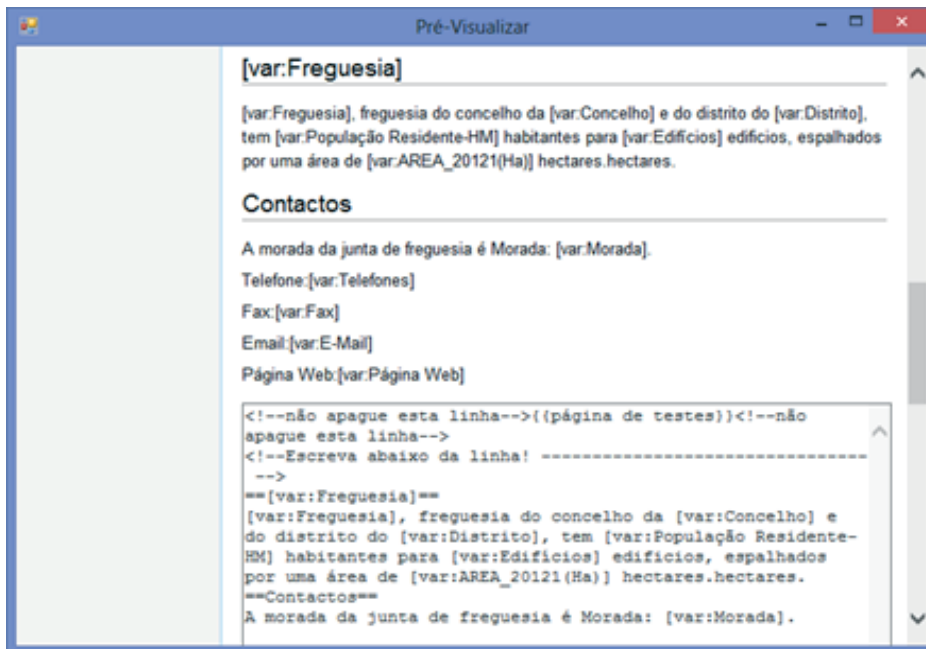 Pré-Visualizar
[var:Freguesia]
[var:Freguesia], freguesia do concelho da [var:Concelho] e do distrito do [var:Distrito],
tem [var:População Residente-HM] habitantes para [var:Edifícios] edificios, espalhados
por uma área de [var:AREA_20121(Ha)] hectares.hectares.
Contactos
A morada da junta de freguesia é Morada: [var:Morada].
Telefone:[var:Telefones]
Fax:[var:Fax]
Email:[var:E-Mail]
Página Web:[var:Página Web]
<!--não apague esta linha-->{{página de testes}}<!--não
apague esta linha-->
<!--Escreva abaixo da linha! --------------------------------
-->
==[var:Freguesia]==
[var:Freguesia], freguesia do concelho da [var:Concelho] e
do distrito do [var:Distrito], tem [var:População Residente-
HM] habitantes para [var:Edifícios] edificios, espalhados
por uma área de [var:AREA_20121(Ha)] hectares.hectares.
==Contactos==
A morada da junta de freguesia é Morada: [var:Morada].